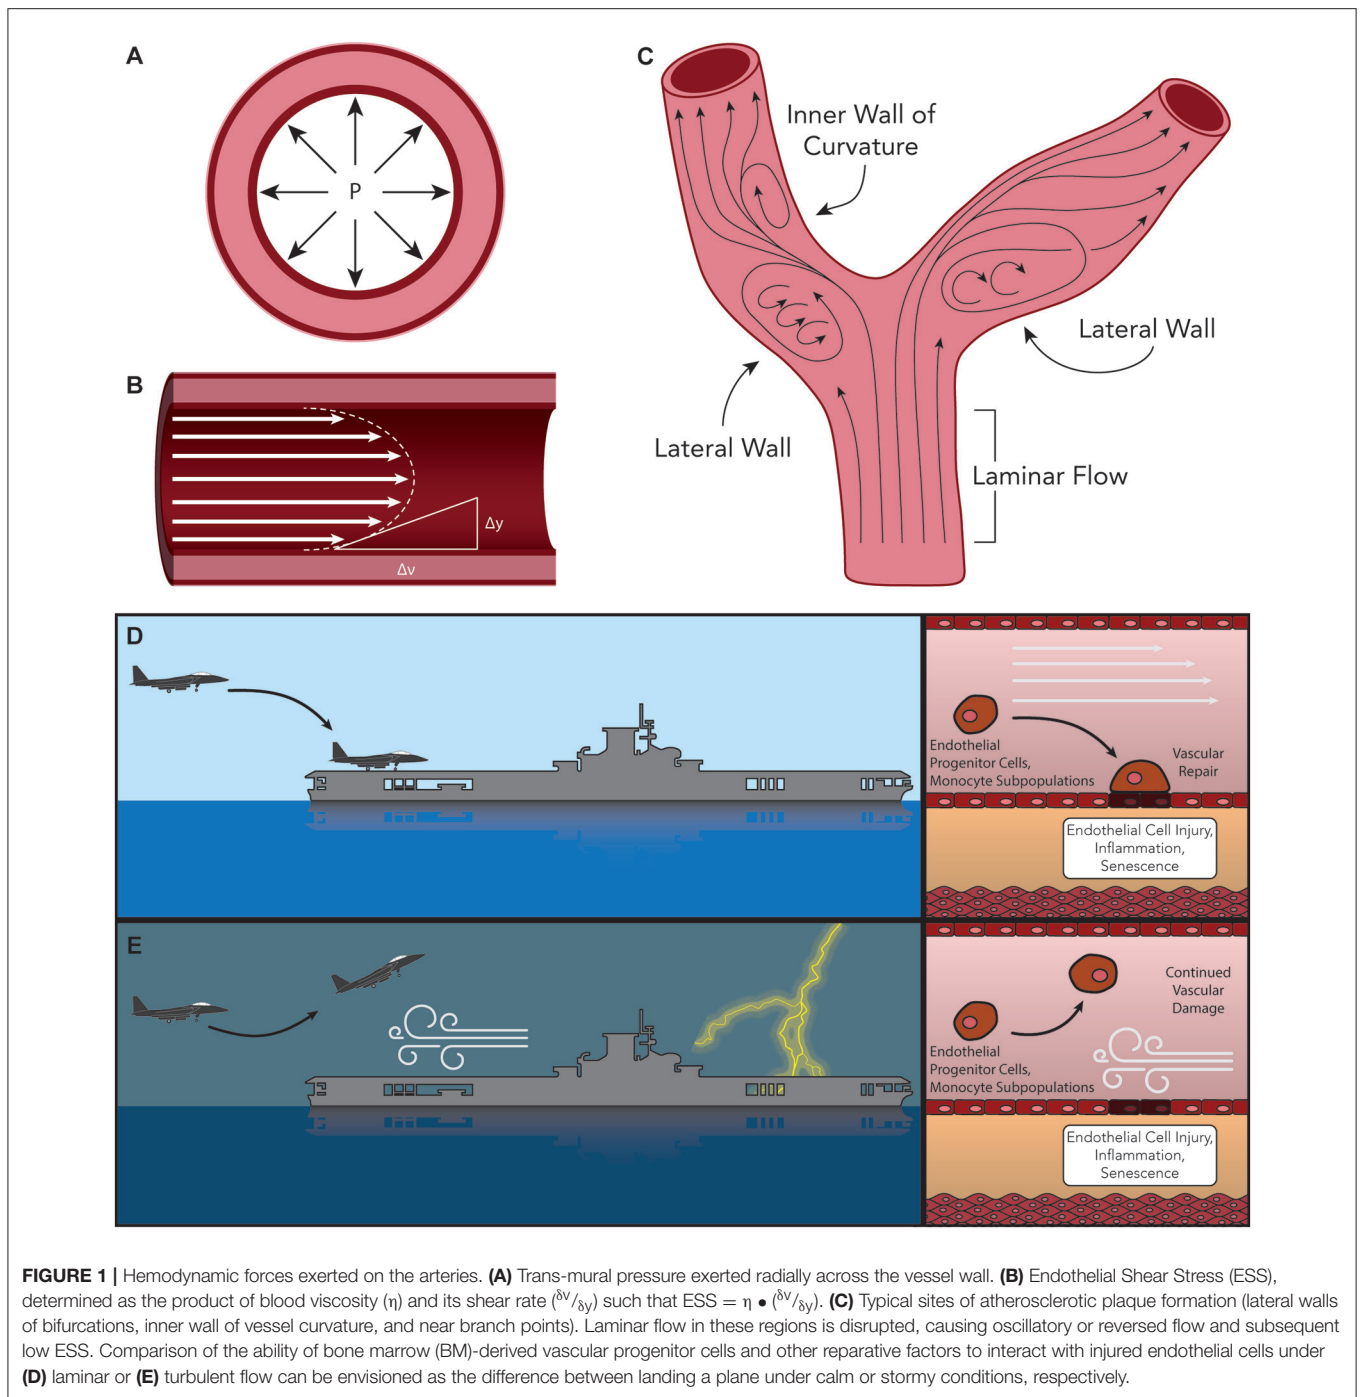 A
P
B
Δy
Δv
C
Inner Wall of
Curvature
Lateral Wall
Lateral Wall
Laminar Flow
D
Endothelial
Progenitor Cells,
Monocyte Subpopulations
Vascular
Repair
Endothelial Cell Injury,
Inflammation,
Senescence
E
Endothelial
Progenitor Cells,
Monocyte Subpopulations
Continued
Vascular
Damage
Endothelial Cell Injury,
Inflammation,
Senescence
FIGURE 1 | Hemodynamic forces exerted on the arteries. (A) Trans-mural pressure exerted radially across the vessel wall. (B) Endothelial Shear Stress (ESS),
determined as the product of blood viscosity (η) and its shear rate (δv/δy) such that ESS = η • (δv/δy). (C) Typical sites of atherosclerotic plaque formation (lateral walls
of bifurcations, inner wall of vessel curvature, and near branch points). Laminar flow in these regions is disrupted, causing oscillatory or reversed flow and subsequent
low ESS. Comparison of the ability of bone marrow (BM)-derived vascular progenitor cells and other reparative factors to interact with injured endothelial cells under
(D) laminar or (E) turbulent flow can be envisioned as the difference between landing a plane under calm or stormy conditions, respectively.